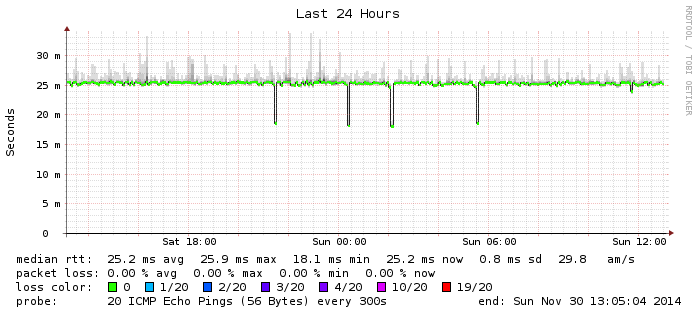 Last 24 Hours
RRDTOOL / TOBI OETIKER
Seconds
30 m
25 m
20 m
15 m
10 m
5 m
0
Sat 18:00 Sun 00:00 Sun 06:00 Sun 12:00
median rtt: 25.2 ms avg 25.9 ms max 18.1 ms min 25.2 ms now 0.8 ms sd 29.8 am/s
packet loss: 0.00 % avg 0.00 % max 0.00 % min 0.00 % now
loss color: 0 1/20 2/20 3/20 4/20 10/20 19/20
probe: 20 ICMP Echo Pings (56 Bytes) every 300s end: Sun Nov 30 13:05:04 2014